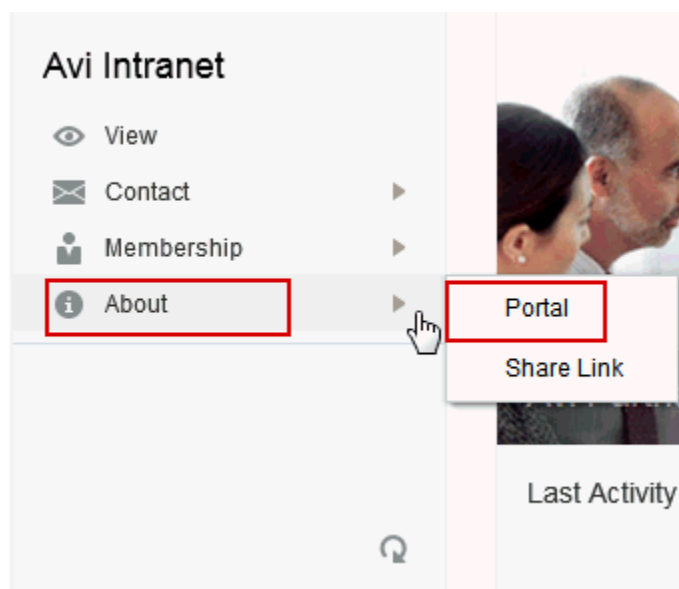 Avi Intranet
View
Contact
Membership
About
Portal
Share Link
Last Activity